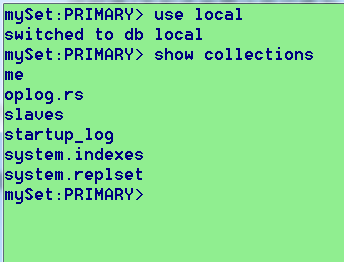 mySet:PRIMARY> use local
switched to db local
mySet:PRIMARY> show collections
me
oplog.rs
slaves
startup_log
system.indexes
system.replset
mySet:PRIMARY>